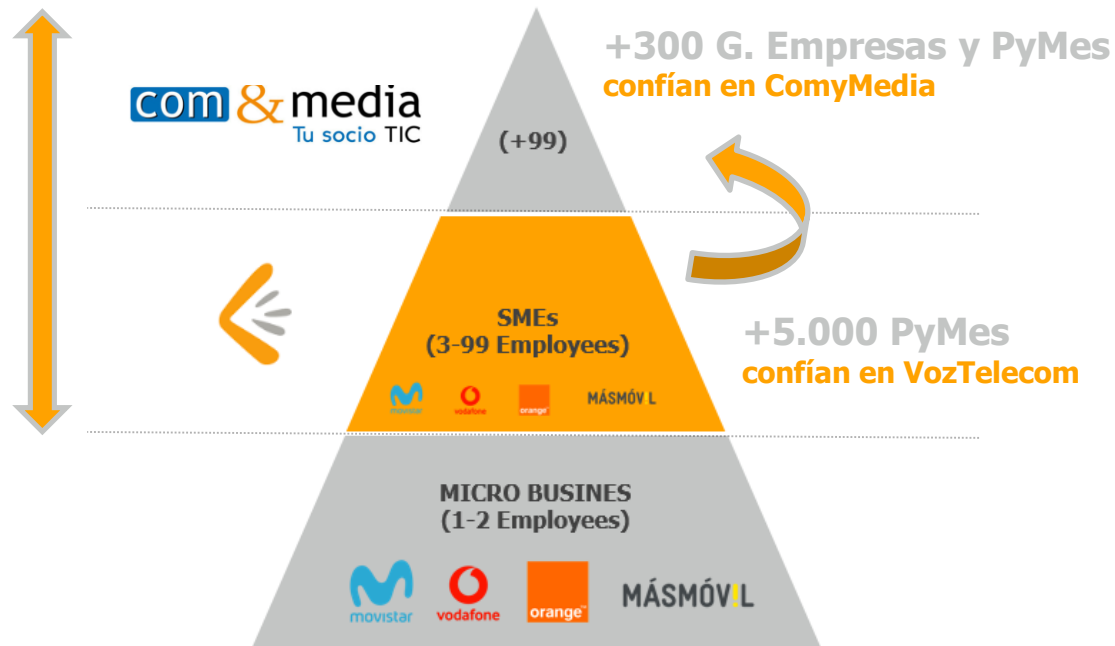 +300 G. Empresas y PyMes
confían en ComyMedia
com & media
Tu socio TIC
(+99)
SMEs
(3-99 Employees)
+5.000 PyMes
confían en VozTelecom
movistar
vodafone
orange
MÁSMÓV!L
MICRO BUSINES
(1-2 Employees)
movistar
vodafone
orange™
MÁSMÓV!L